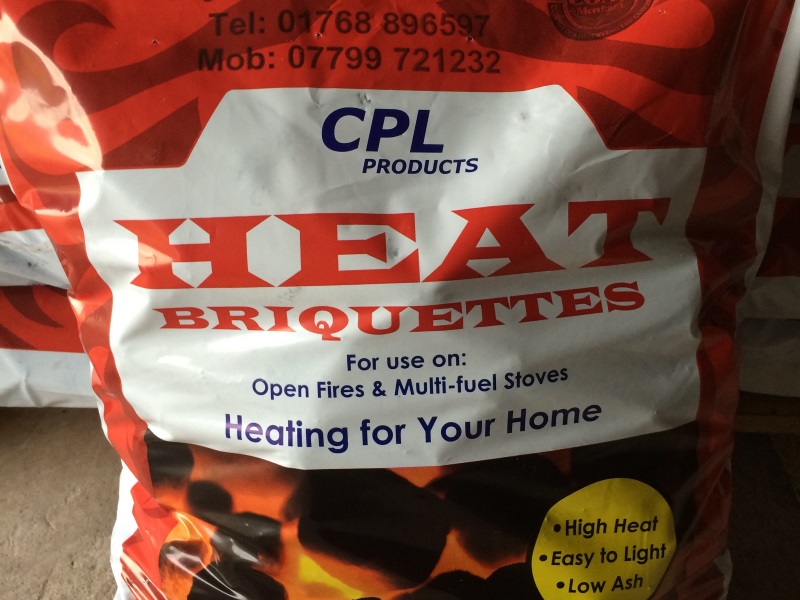 Tel: 01768 896597
Mob: 07799 721232
CPL
PRODUCTS
HEAT
BRIQUETTES
For use on:
Open Fires & Multi-fuel Stoves
Heating for Your Home
• High Heat
• Easy to Light
• Low Ash